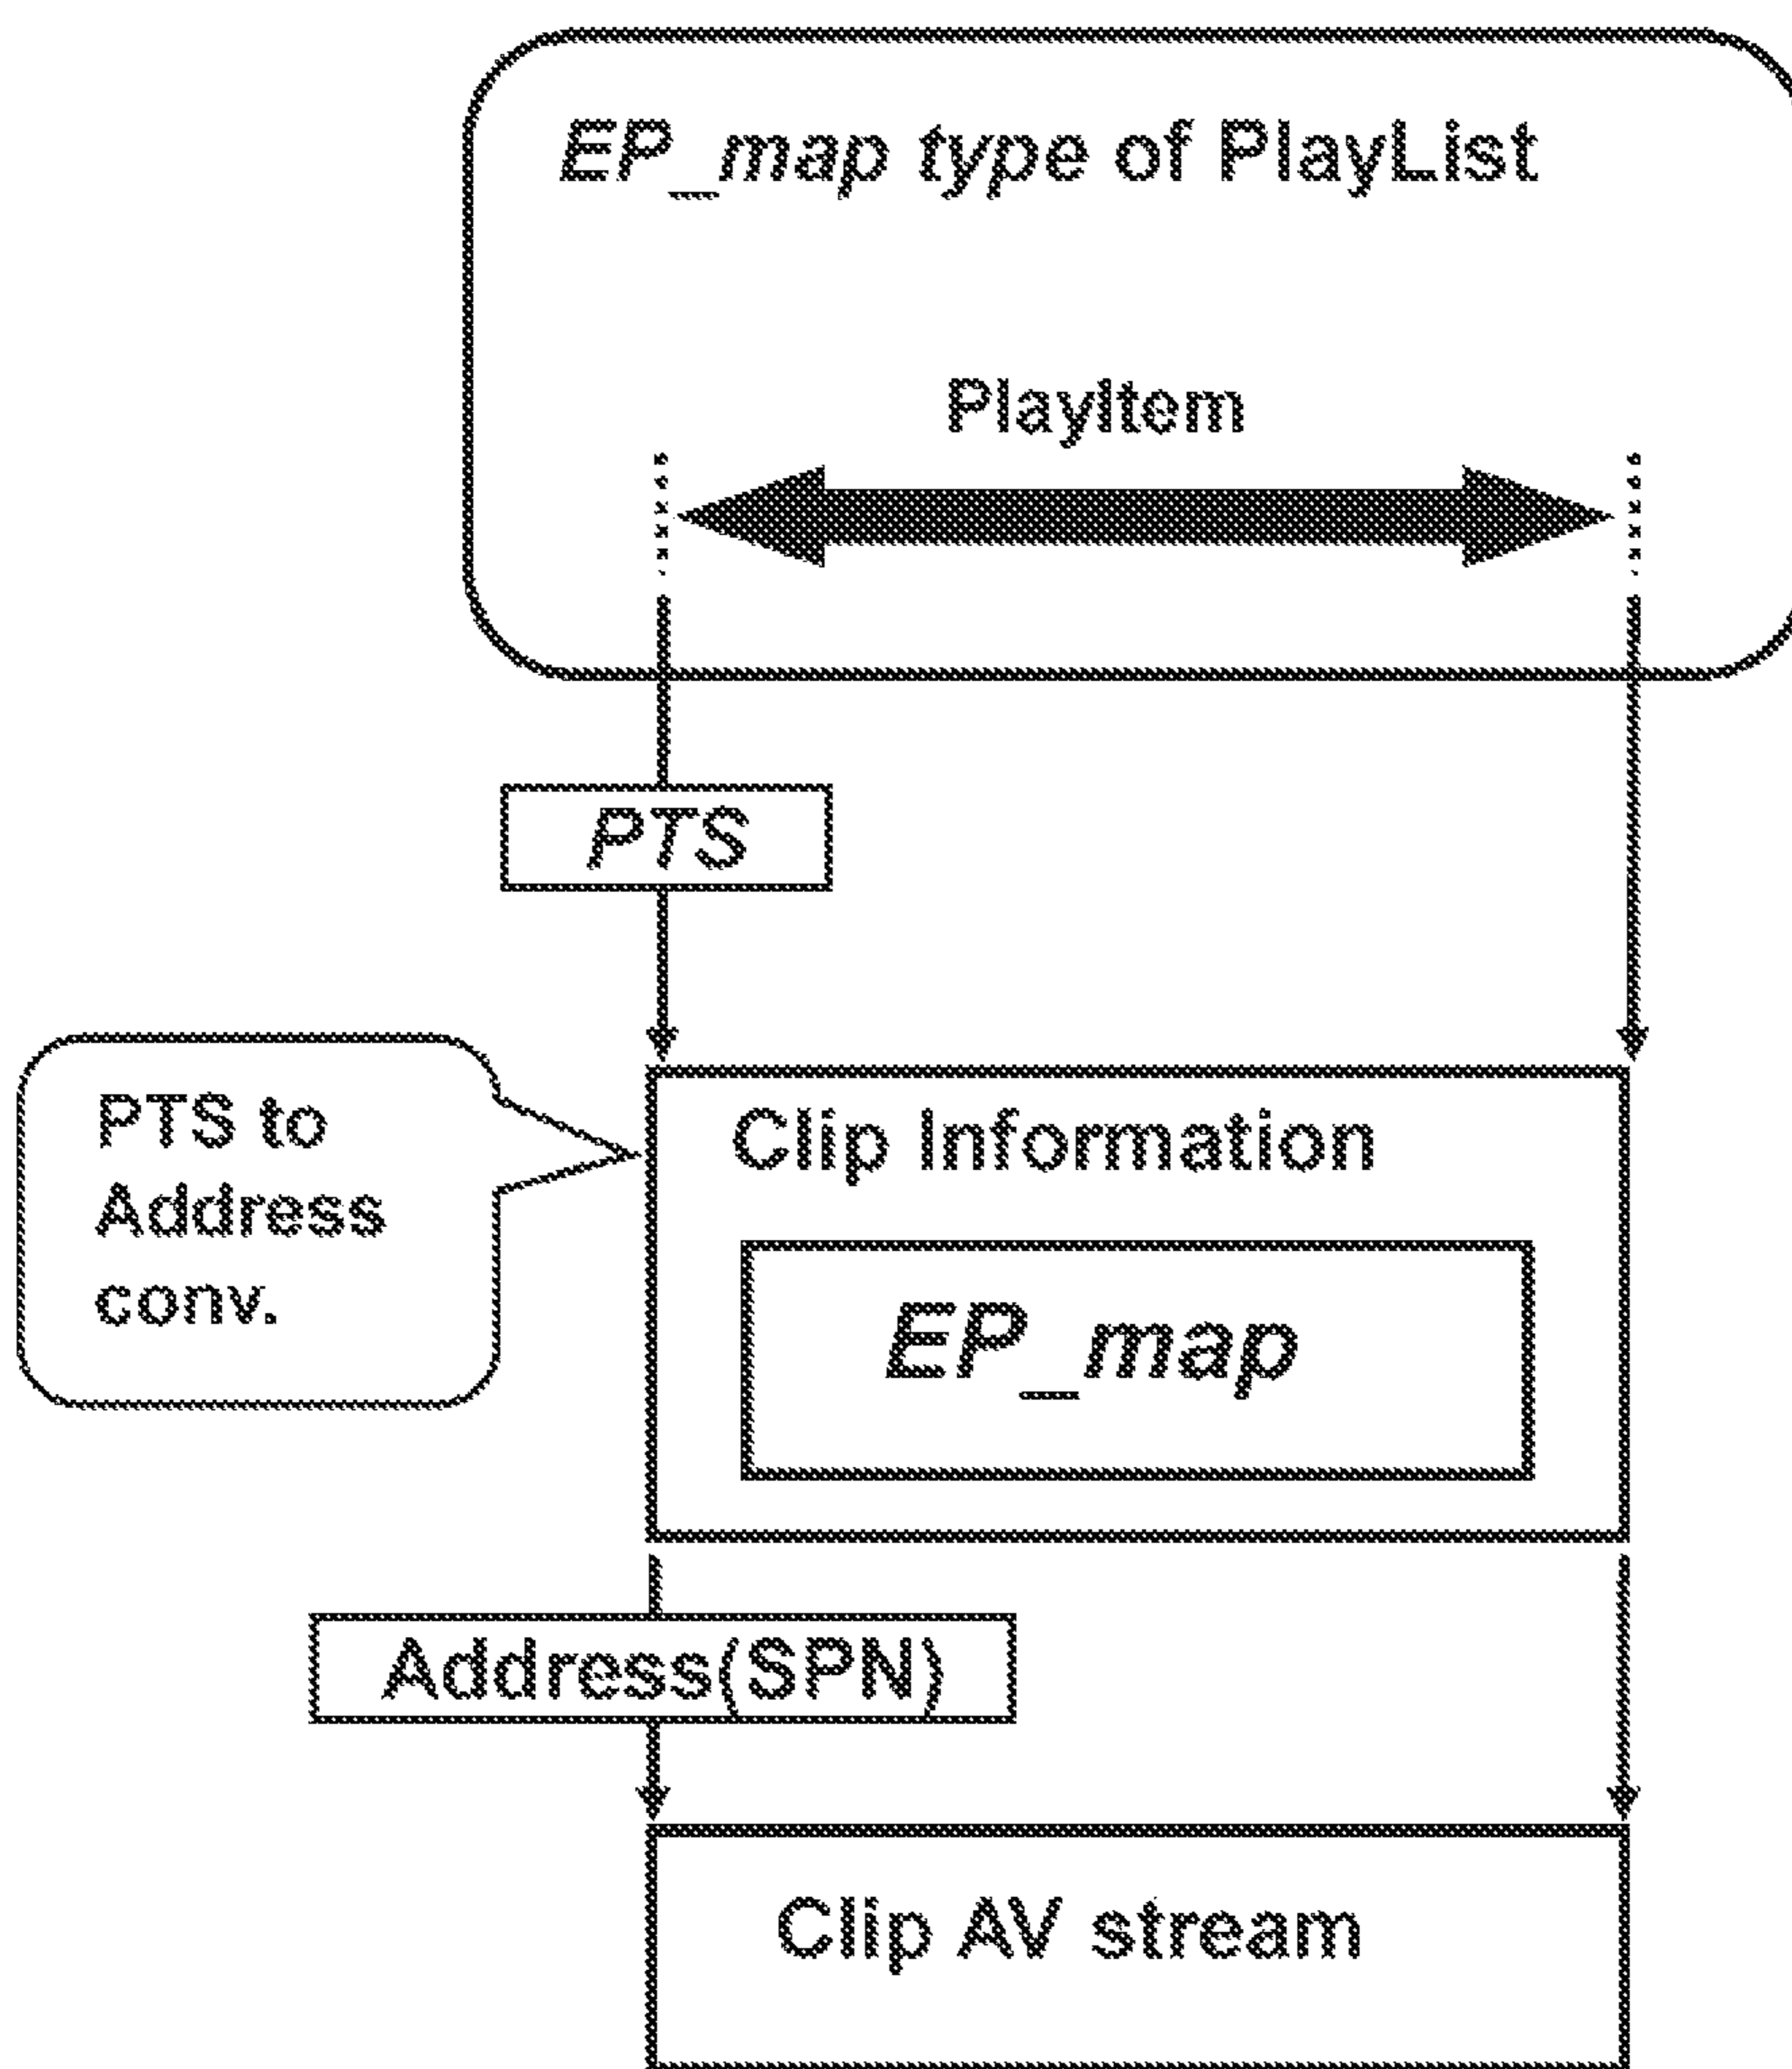 EP_map type of PlayList
PlayItem
PTS
PTS to
Address
conv.
Clip Information
EP_map
Address(SPN)
Clip AV stream